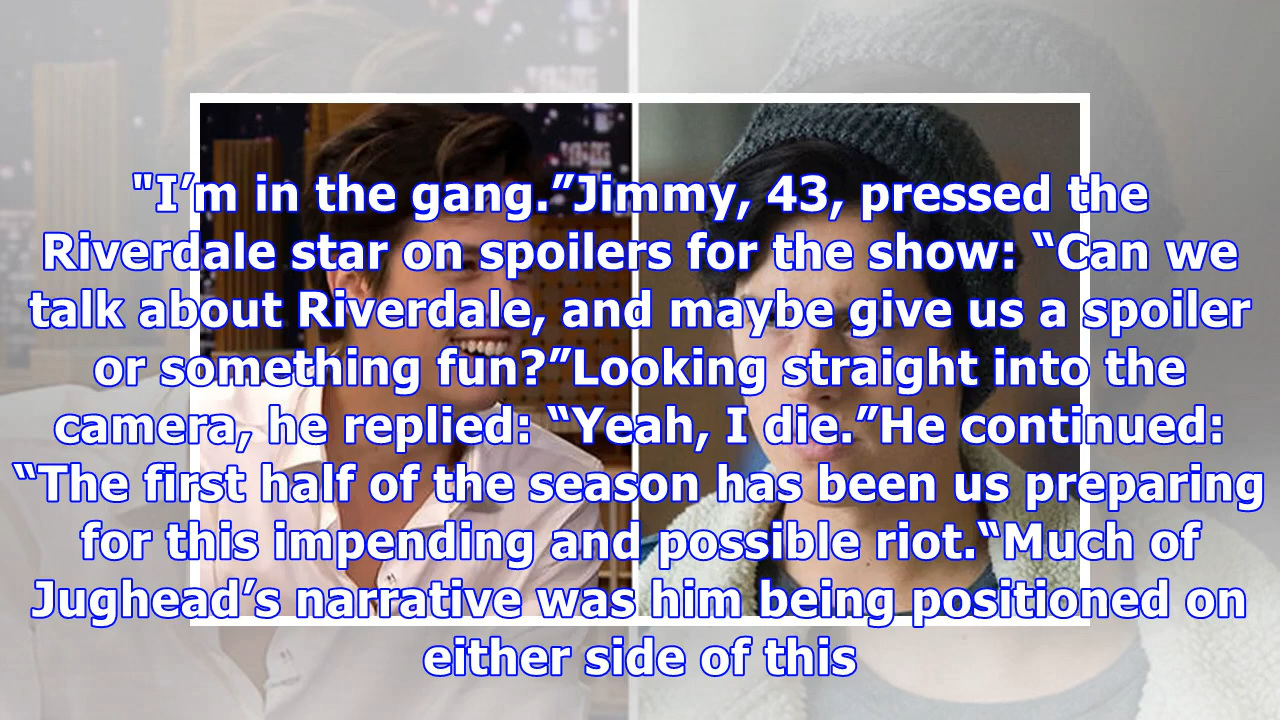 "I’m in the gang.”Jimmy, 43, pressed the
Riverdale star on spoilers for the show: “Can we
talk about Riverdale, and maybe give us a spoiler
or something fun?”Looking straight into the
camera, he replied: “Yeah, I die.”He continued:
“The first half of the season has been us preparing
for this impending and possible riot.“Much of
Jughead’s narrative was him being positioned on
either side of this